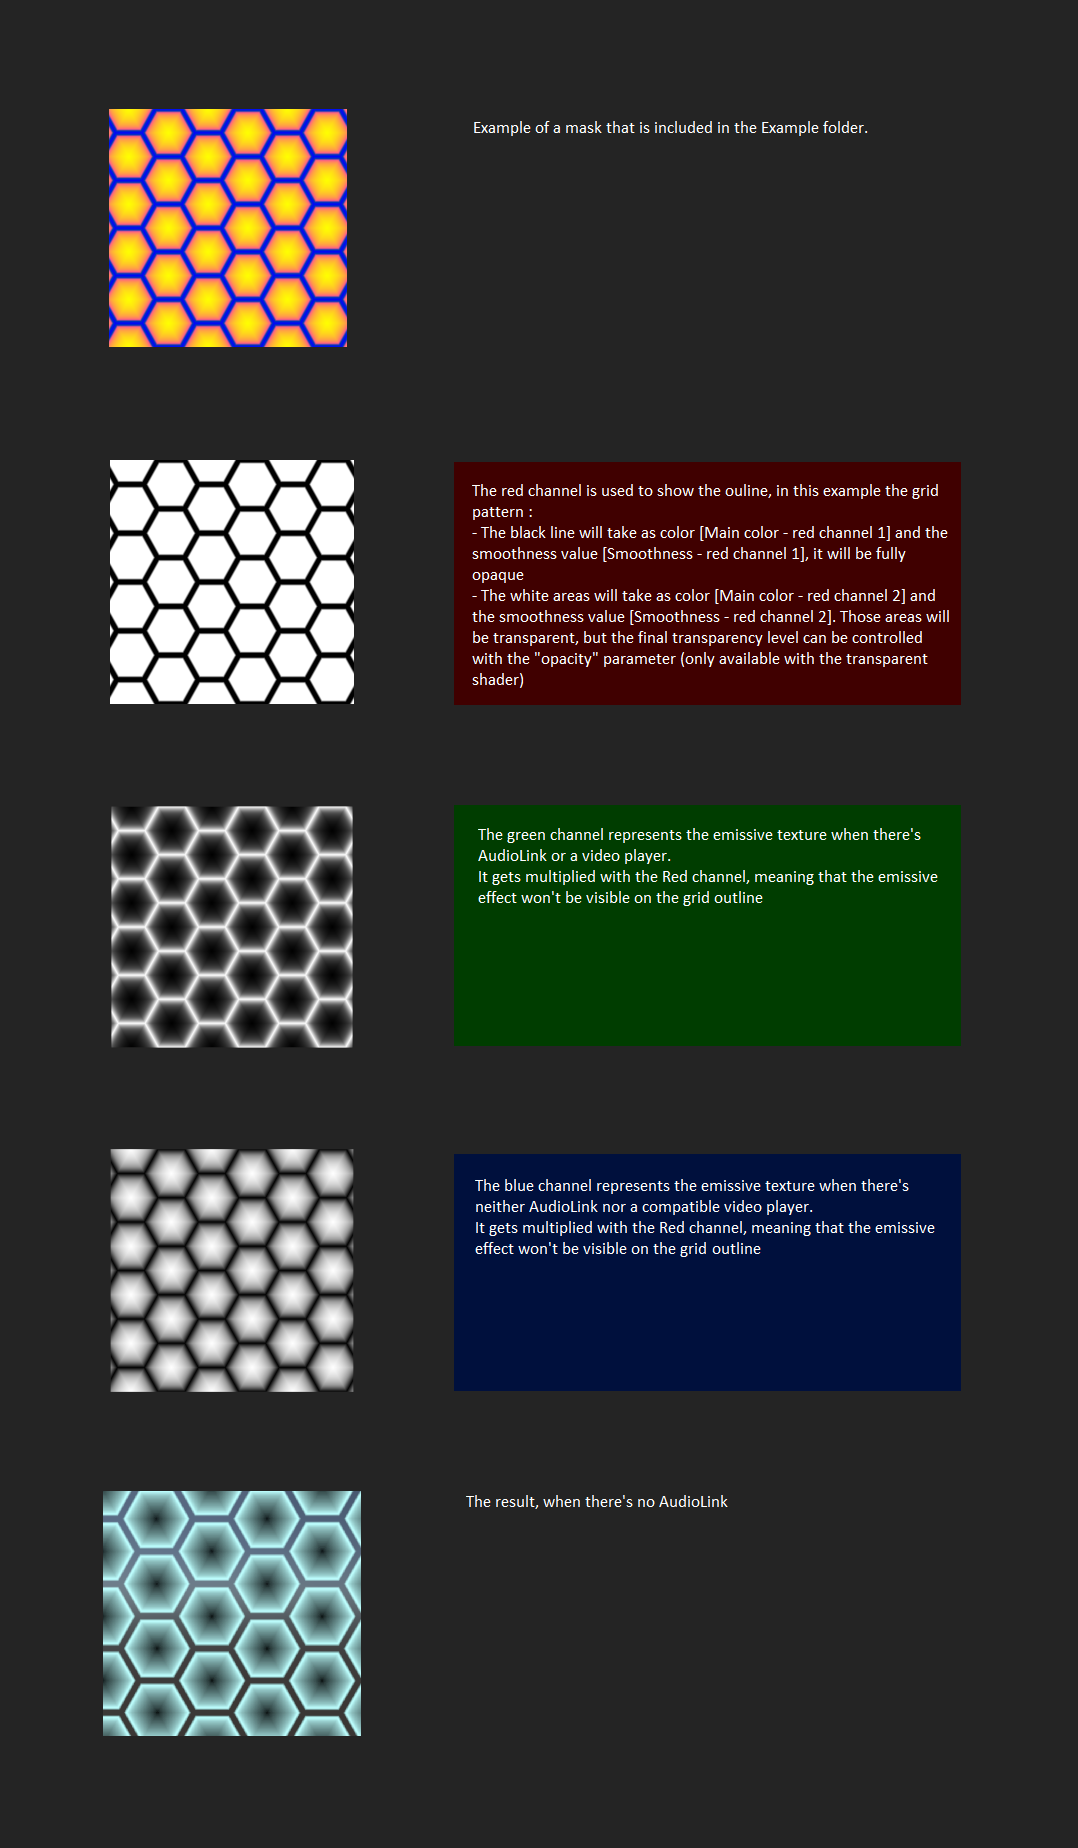 Example of a mask that is included in the Example folder.
The red channel is used to show the ouline, in this example the grid
pattern :
- The black line will take as color [Main color - red channel 1] and the
smoothness value [Smoothness - red channel 1], it will be fully
opaque
- The white areas will take as color [Main color - red channel 2] and
the smoothness value [Smoothness - red channel 2]. Those areas will
be transparent, but the final transparency level can be controlled
with the "opacity" parameter (only available with the transparent
shader)
The green channel represents the emissive texture when there's
AudioLink or a video player.
It gets multiplied with the Red channel, meaning that the emissive
effect won't be visible on the grid outline
The blue channel represents the emissive texture when there's
neither AudioLink nor a compatible video player.
It gets multiplied with the Red channel, meaning that the emissive
effect won't be visible on the grid outline
The result, when there's no AudioLink